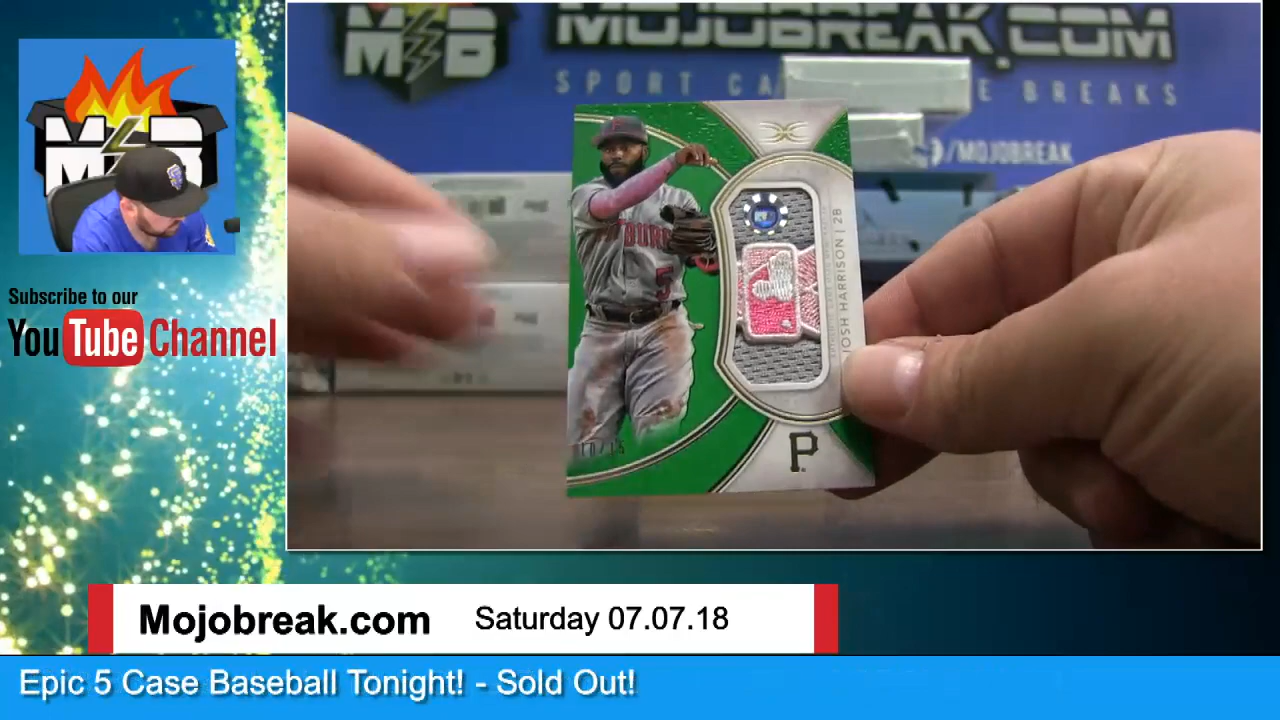 MOJOBREAK.COM
M B
SPORT CA E BREAKS
/MOJOBREAK
M B
Subscribe to our
YouTube Channel
5
JOSH HARRISON | 2B
P
Mojobreak.com
Saturday 07.07.18
Epic 5 Case Baseball Tonight! - Sold Out!